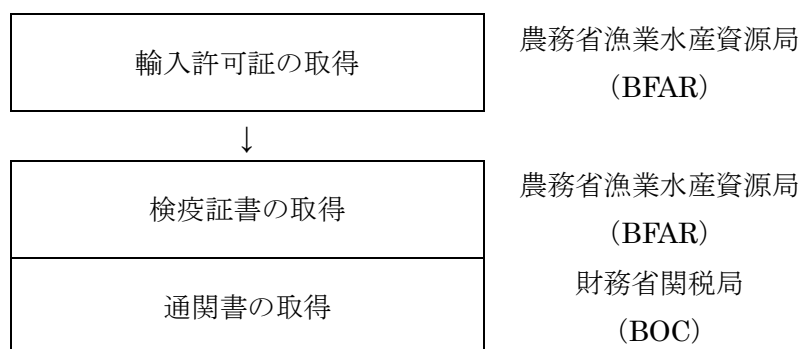 輸入許可証の取得
農務省漁業水産資源局
（BFAR）
↓
検疫証書の取得
農務省漁業水産資源局
（BFAR）
通関書の取得
財務省関税局
（BOC）